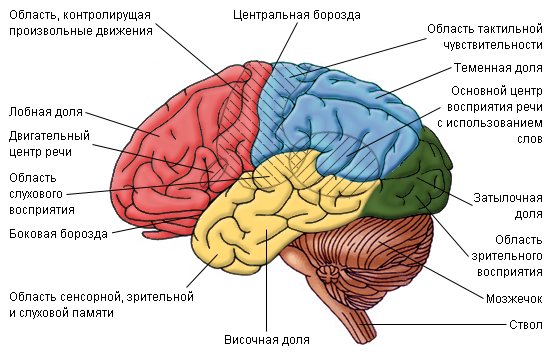 Область, контролирущая
произвольные движения
Центральная борозда
Область тактильной
чувствительности
Теменная доля
Основной центр
восприятия речи
с использованием
слов
Лобная доля
Двигательный
центр речи
Область
слухового
восприятия
Боковая борозда
Затылочная
доля
Область
зрительного
восприятия
Мозжечок
Область сенсорной, зрительной
и слуховой памяти
Ствол
Височная доля